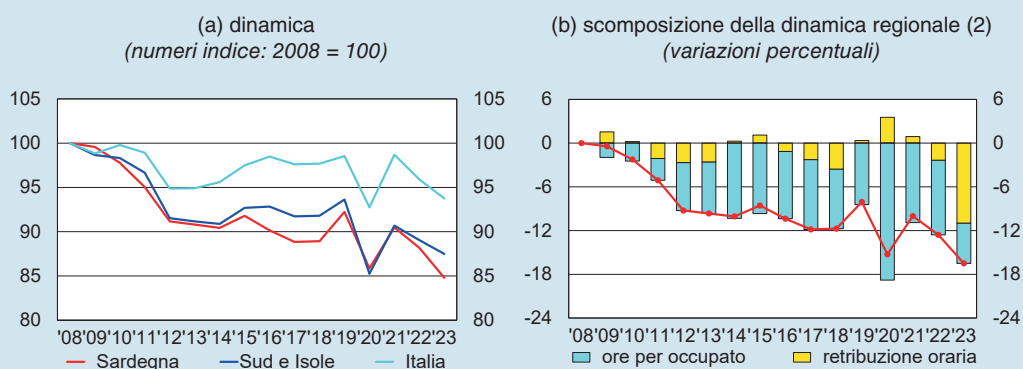 (a) dinamica
(numeri indice: 2008 = 100)
105 105
100 100
95 95
90 90
85 85
80 80
'08 '09 '10 '11 '12 '13 '14 '15 '16 '17 '18 '19 '20 '21 '22 '23
Sardegna Sud e Isole Italia
(b) scomposizione della dinamica regionale (2)
(variazioni percentuali)
6 6
0 0
-6 -6
-12 -12
-18 -18
-24 -24
'08 '09 '10 '11 '12 '13 '14 '15 '16 '17 '18 '19 '20 '21 '22 '23
ore per occupato retribuzione oraria